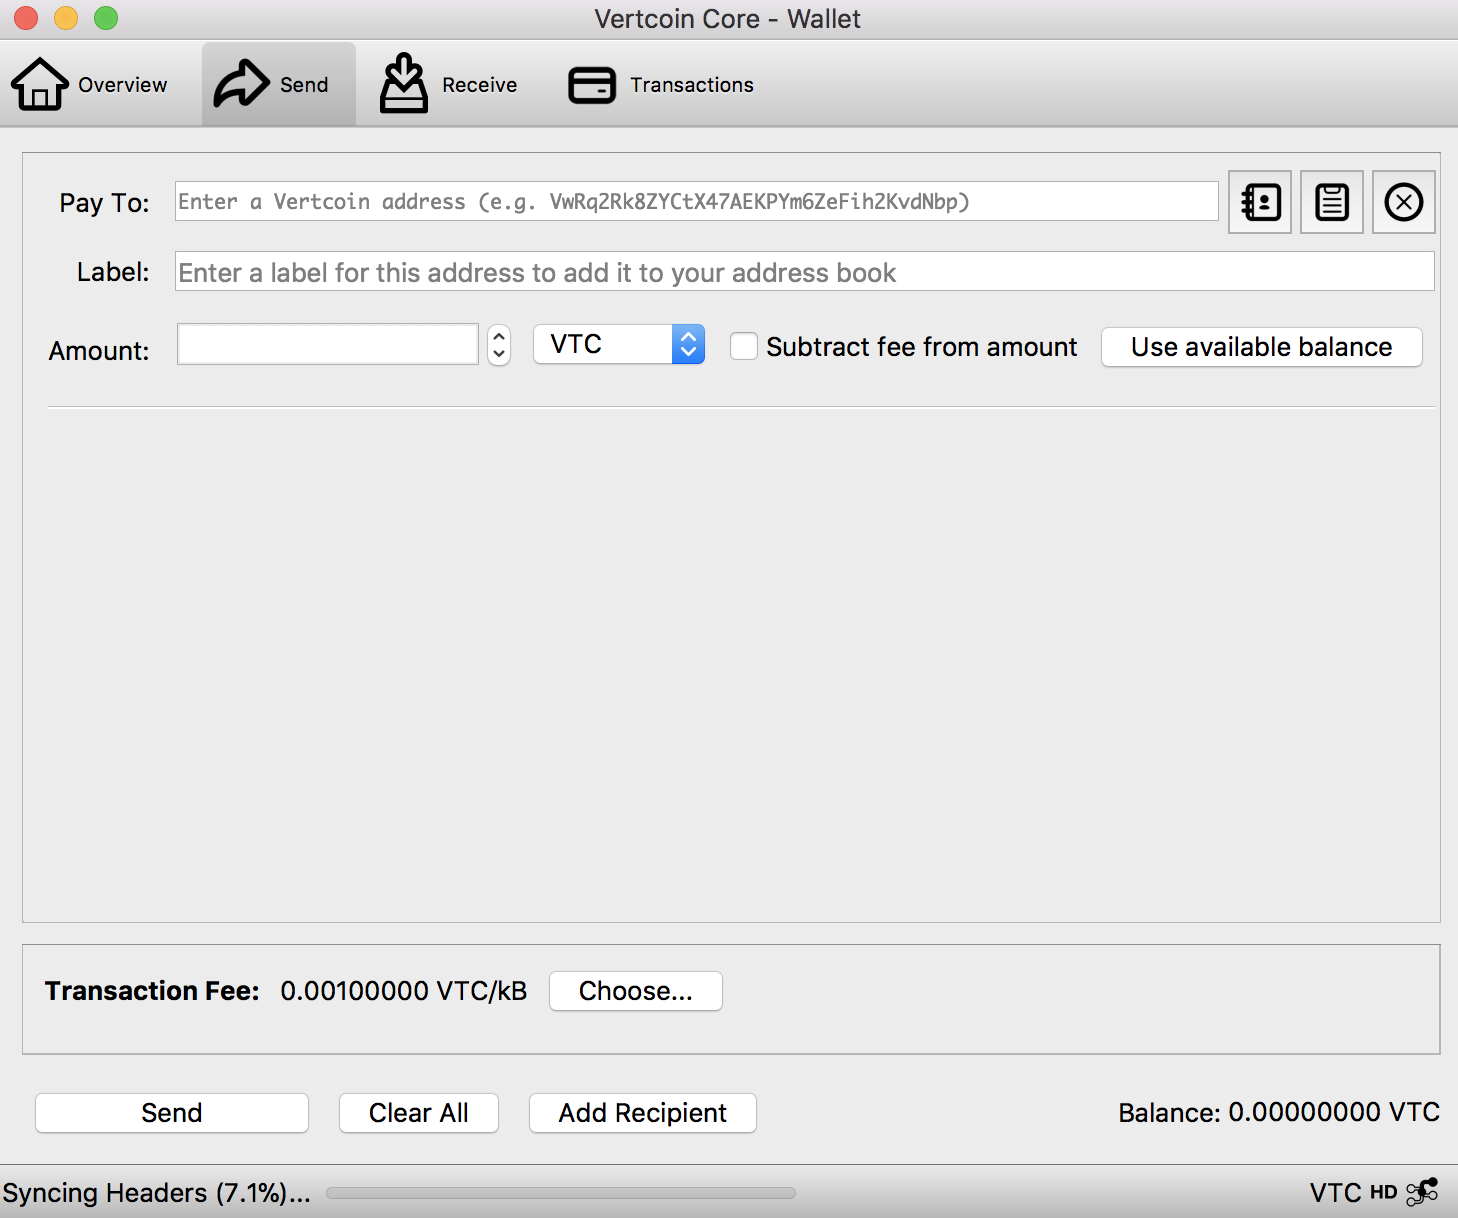 Vertcoin Core - Wallet
Overview Send Receive Transactions
Pay To: Enter a Vertcoin address (e.g. VwRq2Rk8ZYCtX47AEKPYm6ZeFih2KvdNbp)
Label: Enter a label for this address to add it to your address book
Amount: VTC Subtract fee from amount Use available balance
Transaction Fee: 0.00100000 VTC/kB Choose...
Send Clear All Add Recipient Balance: 0.00000000 VTC
Syncing Headers (7.1%)... VTC HD